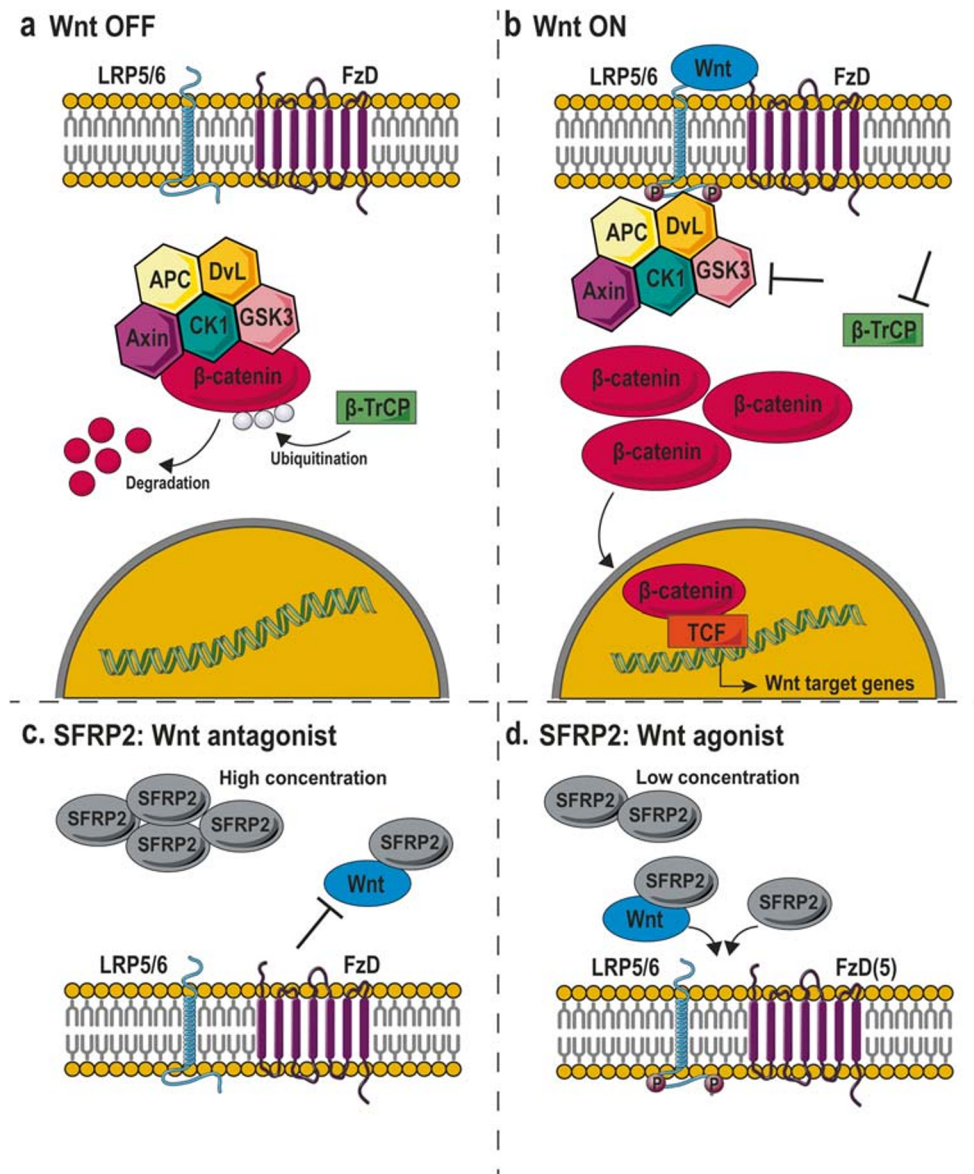 a Wnt OFF
LRP5/6
FzD
APC
DvL
Axin
CK1
GSK3
β-catenin
β-TrCP
Ubiquitination
Degradation
b Wnt ON
LRP5/6
Wnt
FzD
P
P
APC
DvL
Axin
CK1
GSK3
β-TrCP
β-catenin
β-catenin
β-catenin
β-catenin
TCF
Wnt target genes
c. SFRP2: Wnt antagonist
High concentration
SFRP2
SFRP2
SFRP2
SFRP2
SFRP2
Wnt
LRP5/6
FzD
d. SFRP2: Wnt agonist
Low concentration
SFRP2
SFRP2
SFRP2
Wnt
SFRP2
LRP5/6
FzD(5)
P
P